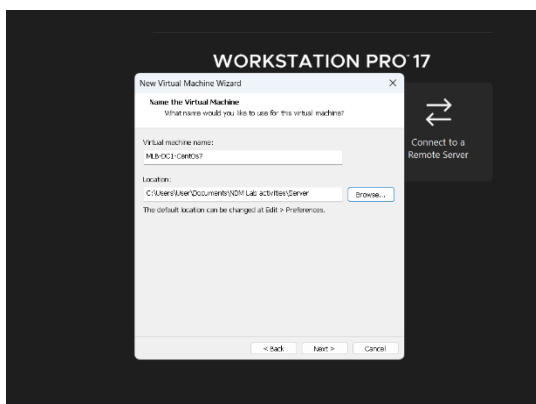 WORKSTATION PRO™ 17
New Virtual Machine Wizard
Name the Virtual Machine
What name would you like to use for this virtual machine?
Virtual machine name:
MLB-DC1-CentOs7
Location:
C:\Users\User\Documents\NDM Lab activities\Server
Browse...
The default location can be changed at Edit > Preferences.
< Back
Next >
Cancel
Connect to a
Remote Server